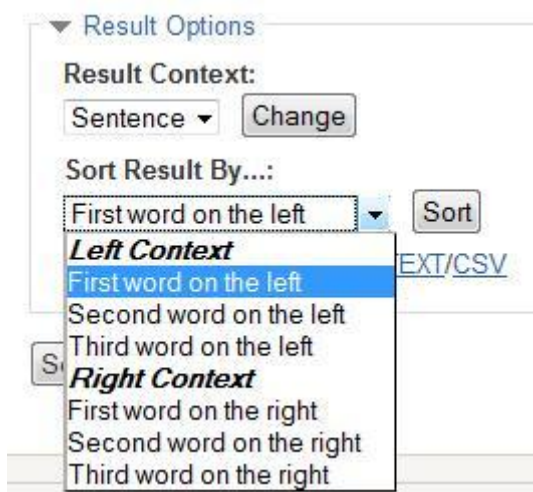 Result Options
Result Context:
Sentence Change
Sort Result By...:
First word on the left Sort
Left Context
First word on the left EXT/CSV
Second word on the left
Third word on the left
Right Context
First word on the right
Second word on the right
Third word on the right